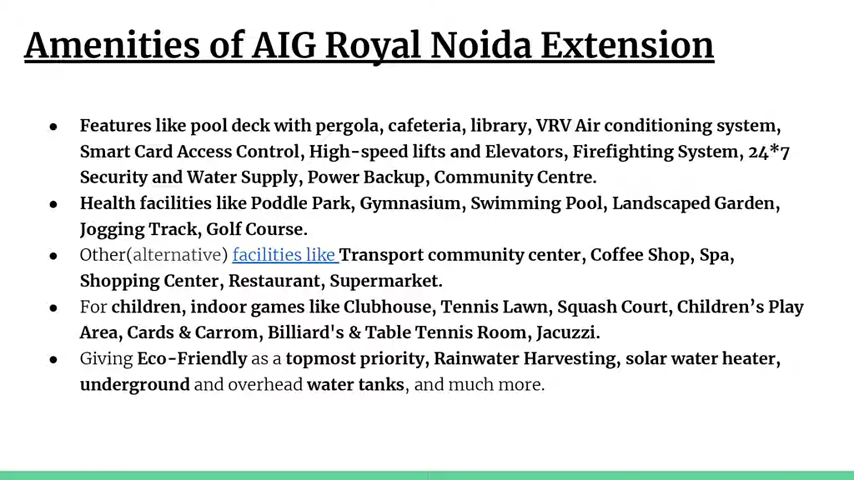 Amenities of AIG Royal Noida Extension
● Features like pool deck with pergola, cafeteria, library, VRV Air conditioning system,
Smart Card Access Control, High-speed lifts and Elevators, Firefighting System, 24*7
Security and Water Supply, Power Backup, Community Centre.
● Health facilities like Poddle Park, Gymnasium, Swimming Pool, Landscaped Garden,
Jogging Track, Golf Course.
● Other(alternative) facilities like Transport community center, Coffee Shop, Spa,
Shopping Center, Restaurant, Supermarket.
● For children, indoor games like Clubhouse, Tennis Lawn, Squash Court, Children’s Play
Area, Cards & Carrom, Billiard's & Table Tennis Room, Jacuzzi.
● Giving Eco-Friendly as a topmost priority, Rainwater Harvesting, solar water heater,
underground and overhead water tanks, and much more.